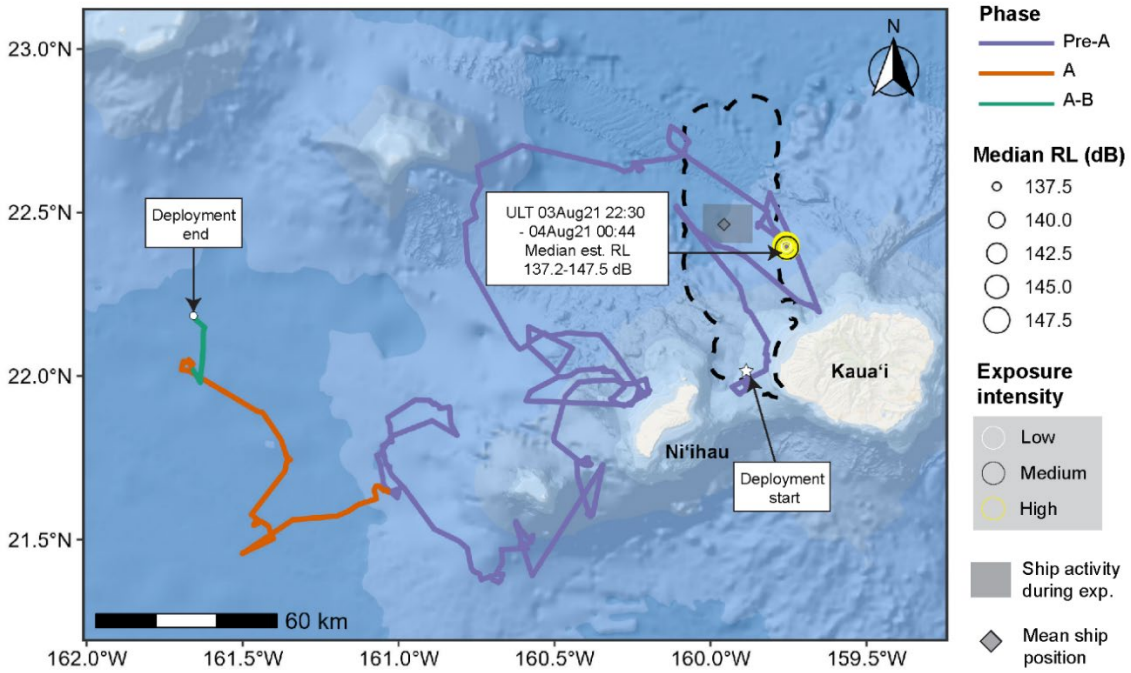 23.0°N
22.5°N
22.0°N
21.5°N
162.0°W
161.5°W
161.0°W
160.5°W
160.0°W
159.5°W
N
Deployment
end
ULT 03Aug21 22:30
- 04Aug21 00:44
Median est. RL
137.2-147.5 dB
Kaua'i
Ni'ihau
Deployment
start
60 km
Phase
Pre-A
A
A-B
Median RL (dB)
137.5
140.0
142.5
145.0
147.5
Exposure
intensity
Low
Medium
High
Ship activity
during exp.
Mean ship
position